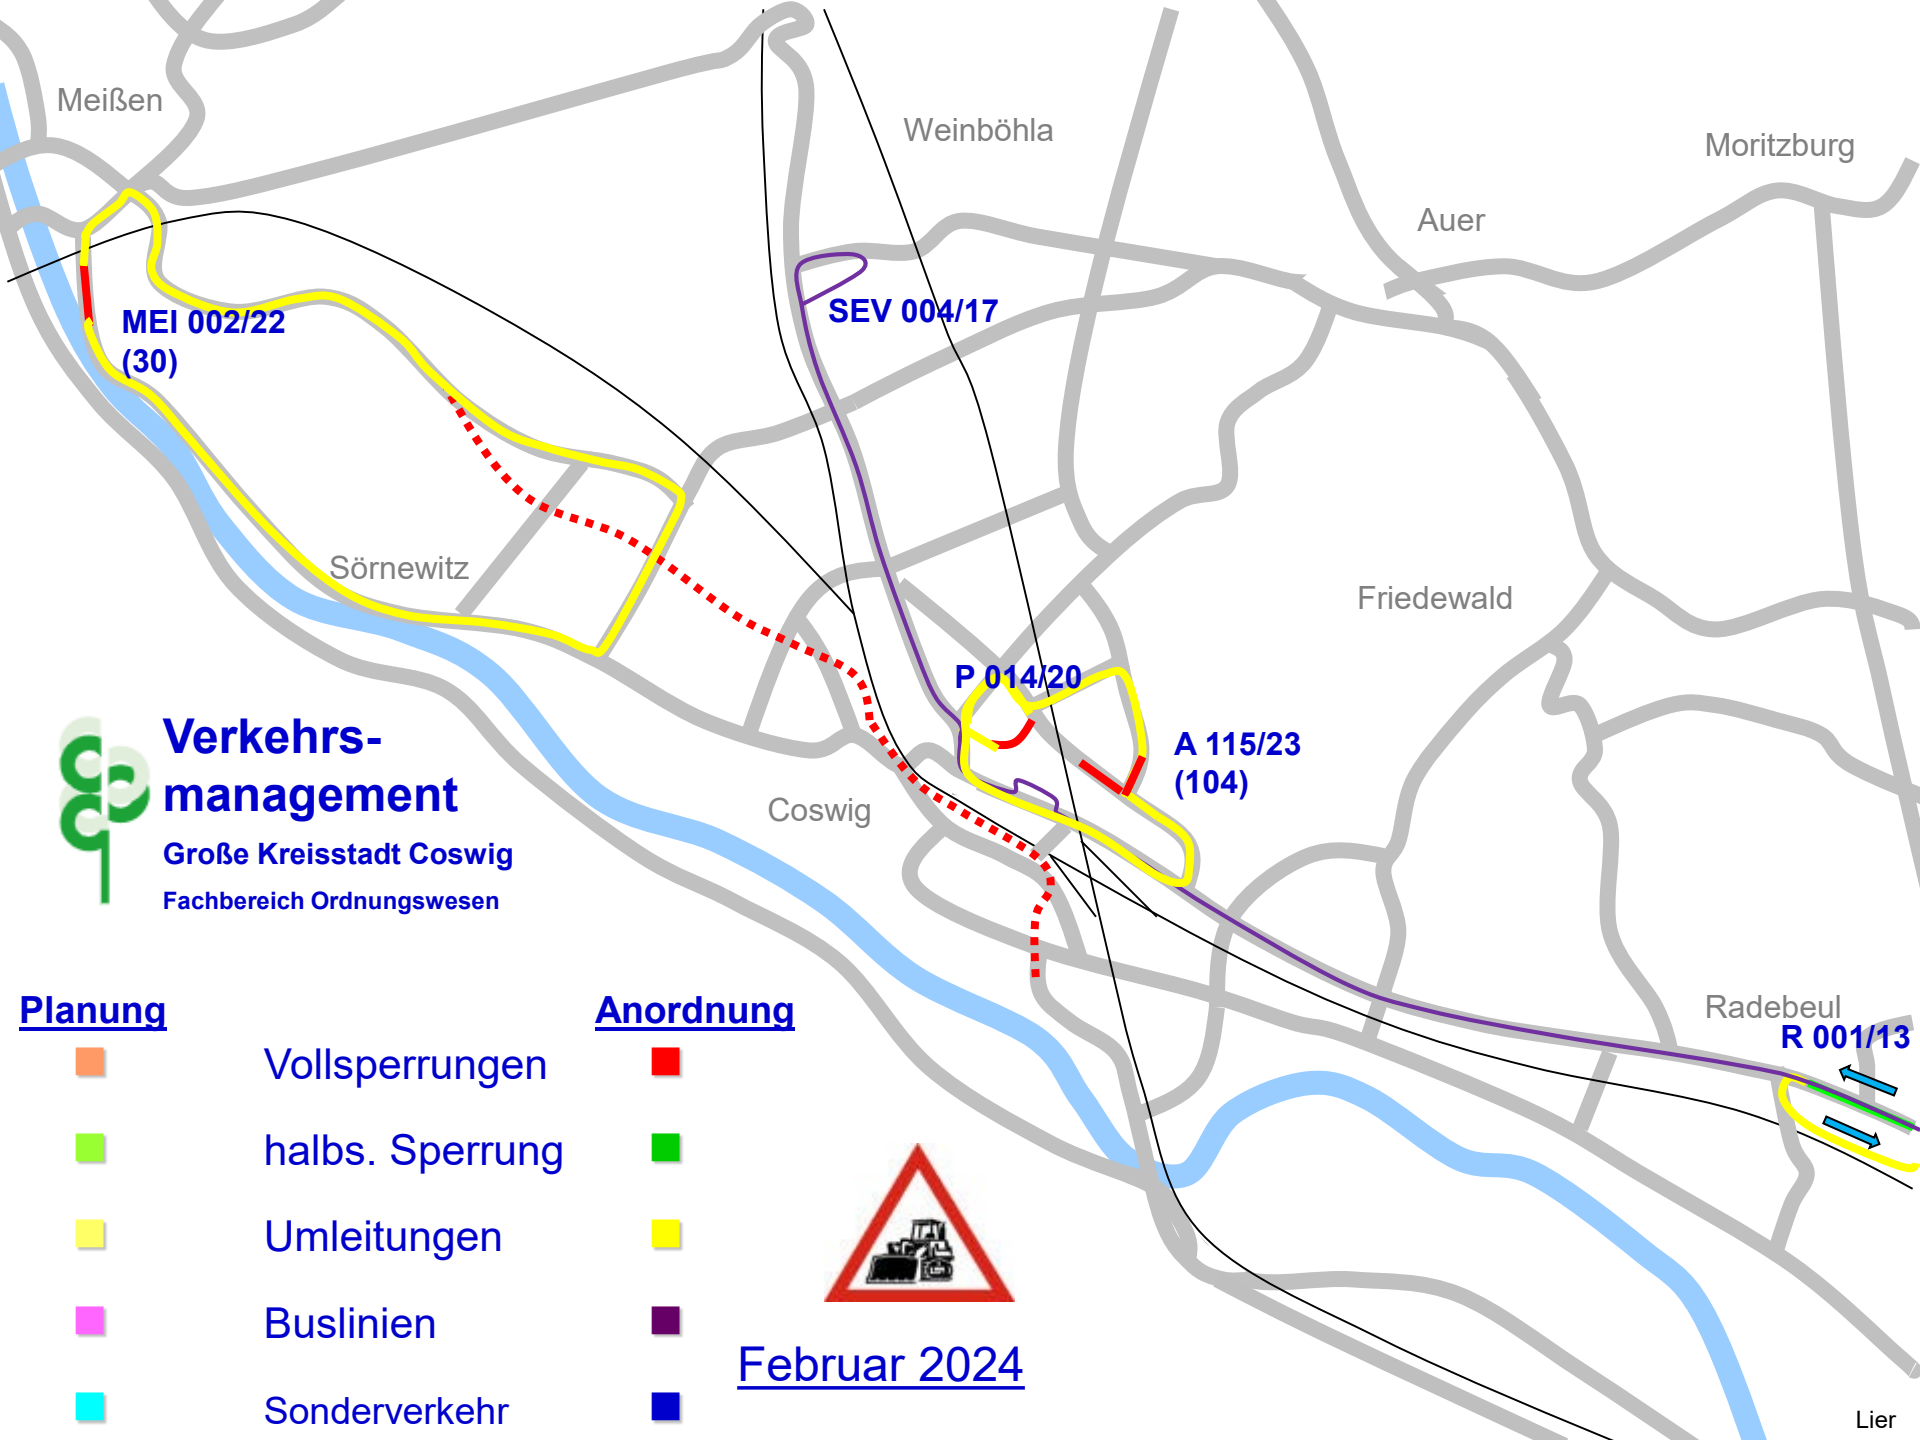 Meißen
Weinböhla
Moritzburg
Auer
SEV 004/17
MEI 002/22
(30)
Sörnewitz
Friedewald
P 014/20
A 115/23
(104)
Coswig
Verkehrs-
management
Große Kreisstadt Coswig
Fachbereich Ordnungswesen
Radebeul
R 001/13
Planung
Anordnung
Vollsperrungen
halbs. Sperrung
Umleitungen
Buslinien
Sonderverkehr
Februar 2024
Lier